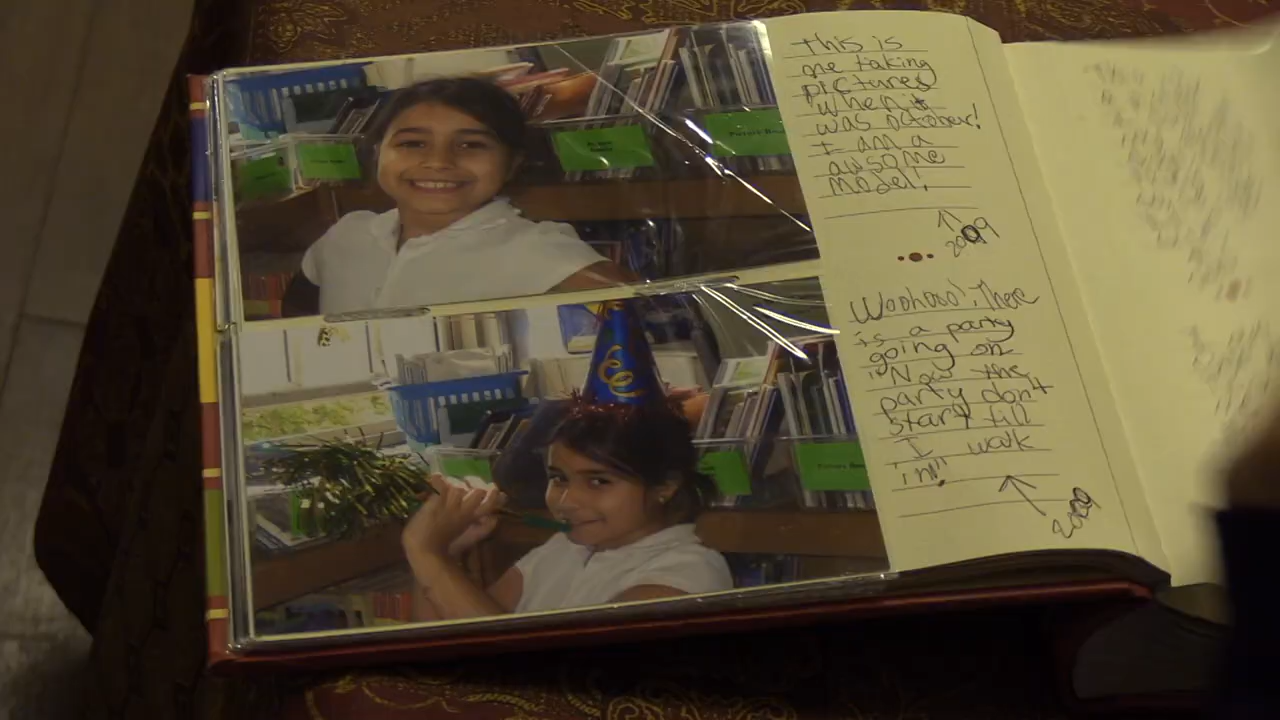 This is
me taking
pictures
when it
was october!
I am a
awsome
model!
2009
Woohooo! There
is a party
going on
"Now the
party don't
start till
I walk
in!"
2009